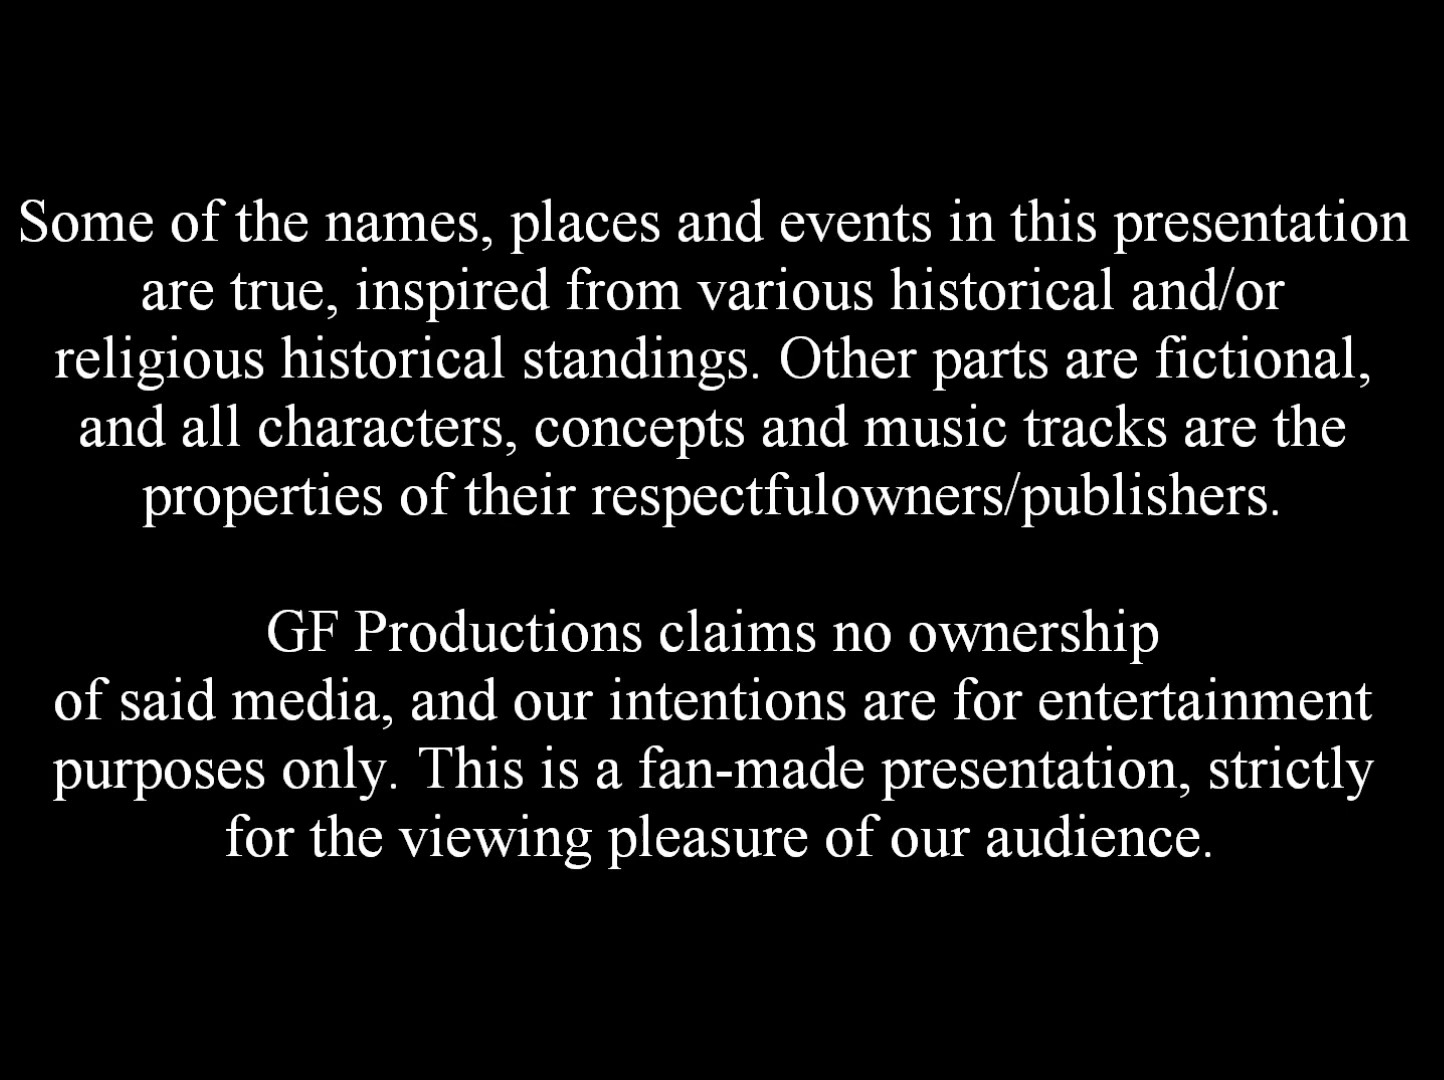 Some of the names, places and events in this presentation
are true, inspired from various historical and/or
religious historical standings. Other parts are fictional,
and all characters, concepts and music tracks are the
properties of their respectfulowners/publishers.
GF Productions claims no ownership
of said media, and our intentions are for entertainment
purposes only. This is a fan-made presentation, strictly
for the viewing pleasure of our audience.